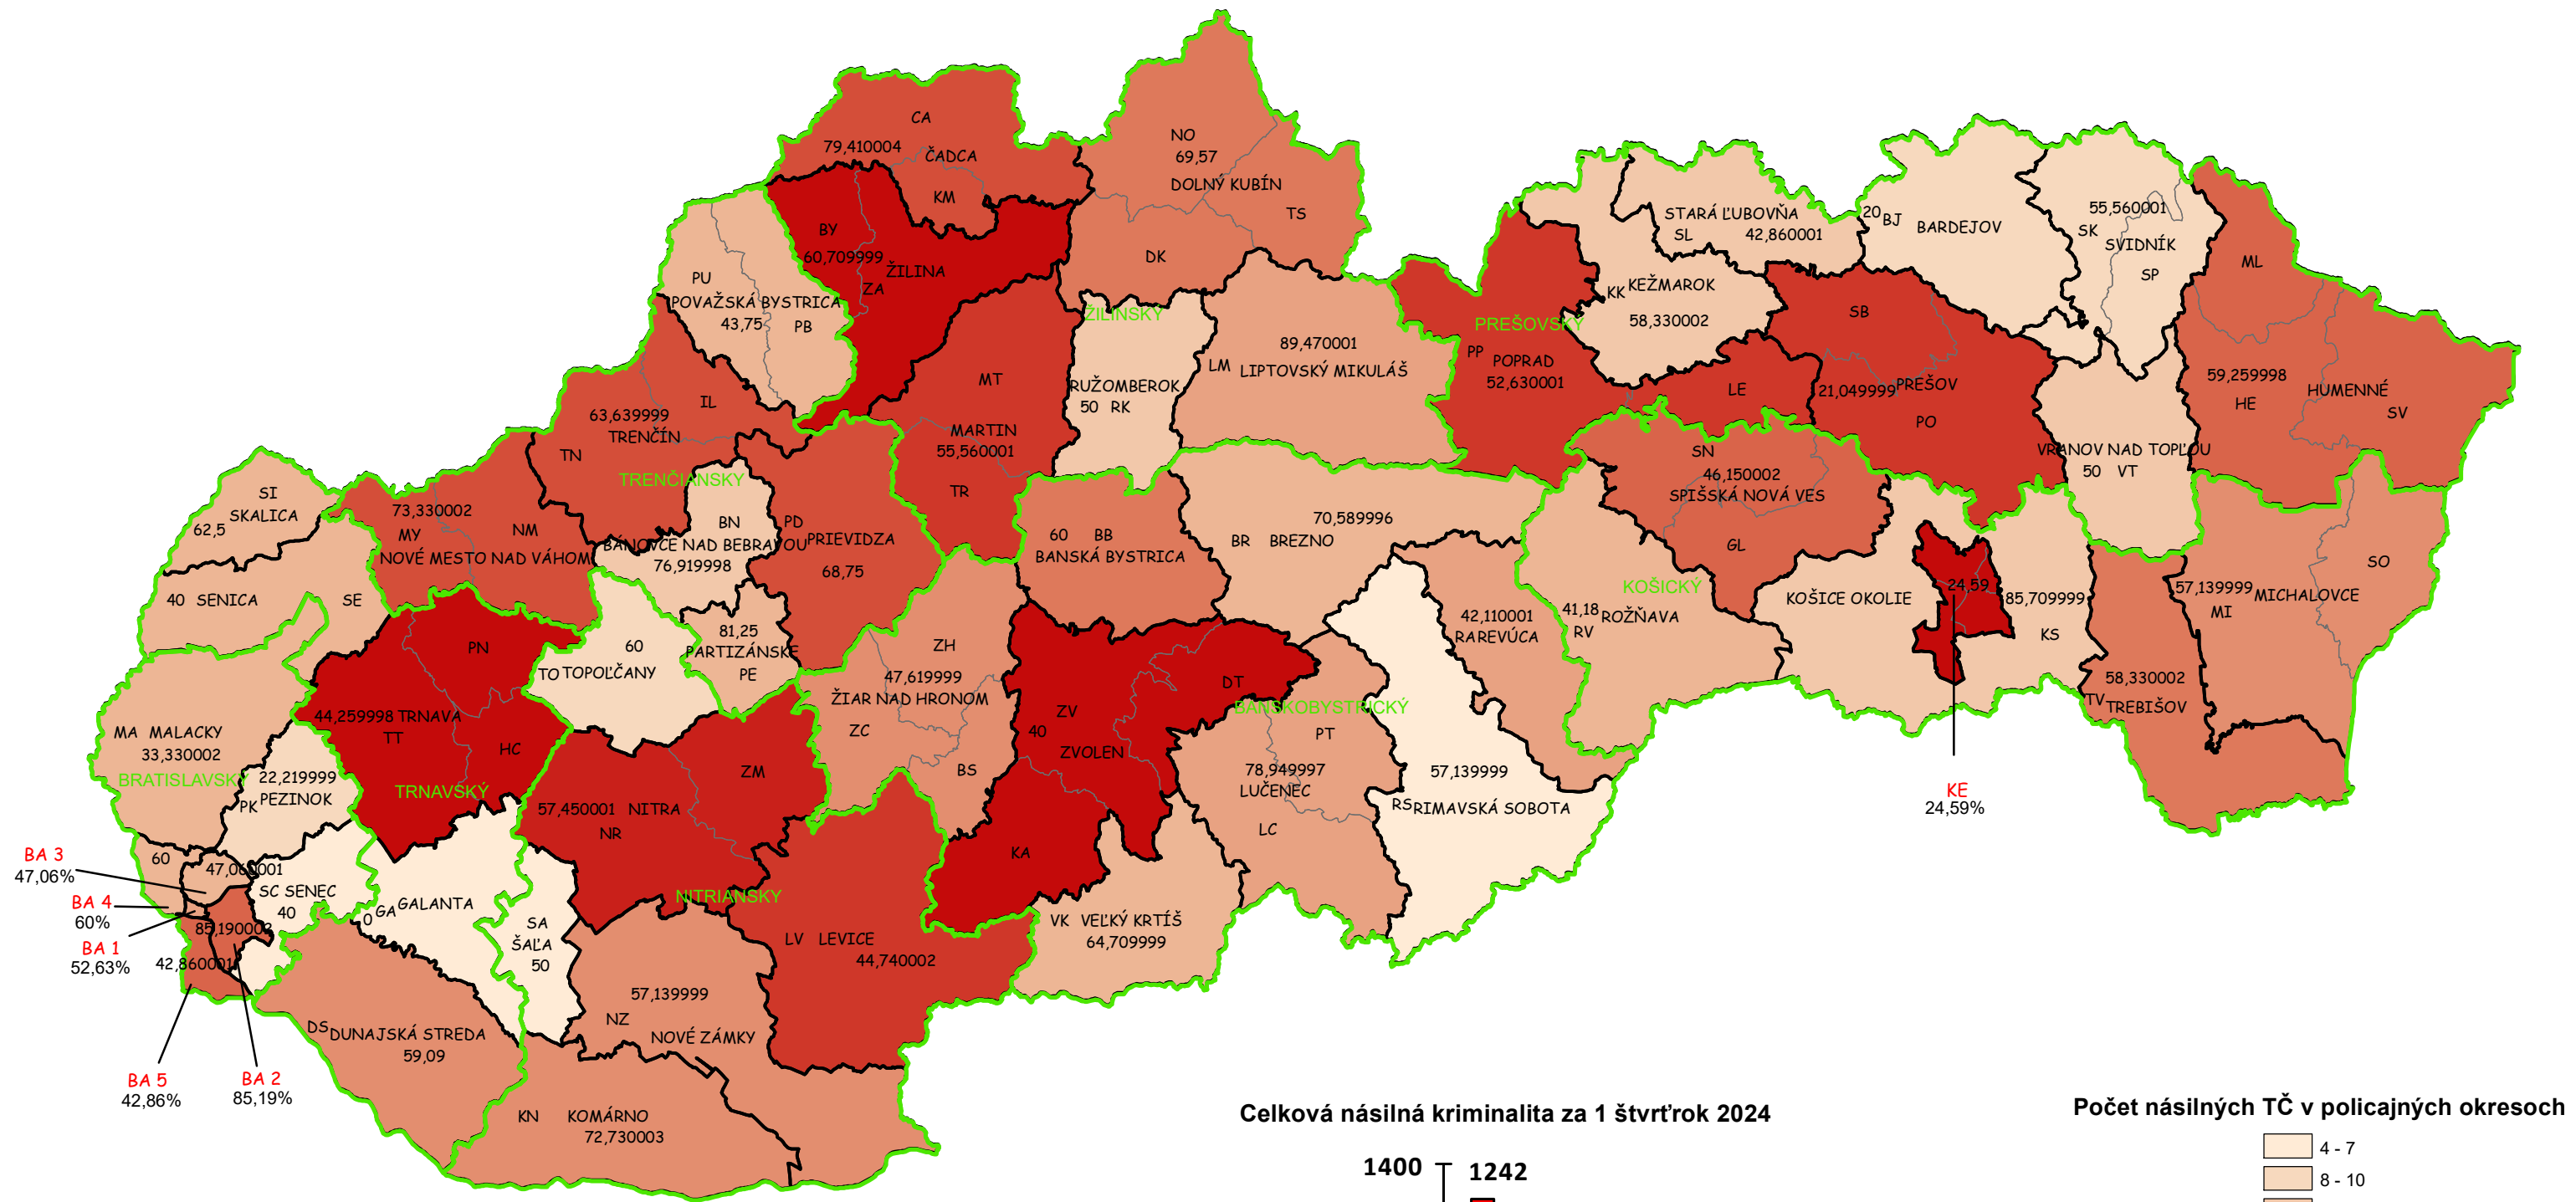 CA
79,410004
ČADCA
KM
NO
69,57
DOLNÝ KUBÍN
TS
DK
BY
60,709999
ŽILINA
ZA
PU
POVAŽSKÁ BYSTRICA
43,75
PB
STARÁ ĽUBOVŇA
SL
42,860001
20
BJ
BARDEJOV
55,560001
SK
SVIDNÍK
SP
ML
KK
KEŽMAROK
58,330002
ŽILINSKÝ
PREŠOVSKÝ
SB
89,470001
LM
LIPTOVSKÝ MIKULÁŠ
PP
POPRAD
52,630001
LE
21,049999
PREŠOV
PO
59,259998
HUMENNÉ
HE
SV
MT
MARTIN
55,560001
TR
RUŽOMBEROK
50
RK
IL
63,639999
TRENČÍN
TN
TRENČIANSKY
VRANOV NAD TOPĽOU
50
VT
SN
46,150002
SPIŠSKÁ NOVÁ VES
GL
SI
SKALICA
62,5
73,330002
MY
NM
NOVÉ MESTO NAD VÁHOM
BN
BÁNOVCE NAD BEBRAVOU
76,919998
PD
PRIEVIDZA
68,75
60
BB
BANSKÁ BYSTRICA
70,589996
BR
BREZNO
SO
40
SENICA
SE
KOŠICKÝ
41,18
ROŽŇAVA
RV
42,110001
RA
REVÚCA
KOŠICE OKOLIE
24,59
85,709999
KS
57,139999
MICHALOVCE
MI
PN
60
TO
TOPOĽČANY
81,25
PARTIZÁNSKE
PE
ZH
47,619999
ŽIAR NAD HRONOM
ZC
BS
DT
ZV
40
ZVOLEN
BANSKOBYSTRICKÝ
PT
58,330002
TV
TREBIŠOV
44,259998
TRNAVA
TT
HC
MA
MALACKY
33,330002
BRATISLAVSKÝ
22,219999
PK
PEZINOK
TRNAVSKÝ
57,450001
NITRA
NR
ZM
78,949997
LUČENEC
LC
57,139999
RS
RIMAVSKÁ SOBOTA
KE
24,59%
KA
BA 3
47,06%
60
47,060001
SC
SENEC
40
0
GA
GALANTA
NITRIANSKY
BA 4
60%
BA 1
52,63%
85,190002
42,860001
SA
ŠAĽA
50
LV
LEVICE
44,740002
VK
VEĽKÝ KRTÍŠ
64,709999
DS
DUNAJSKÁ STREDA
59,09
57,139999
NZ
NOVÉ ZÁMKY
BA 5
42,86%
BA 2
85,19%
KN
KOMÁRNO
72,730003
Celková násilná kriminalita za 1 štvrťrok 2024
1400
1242
Počet násilných TČ v policajných okresoch
4 - 7
8 - 10